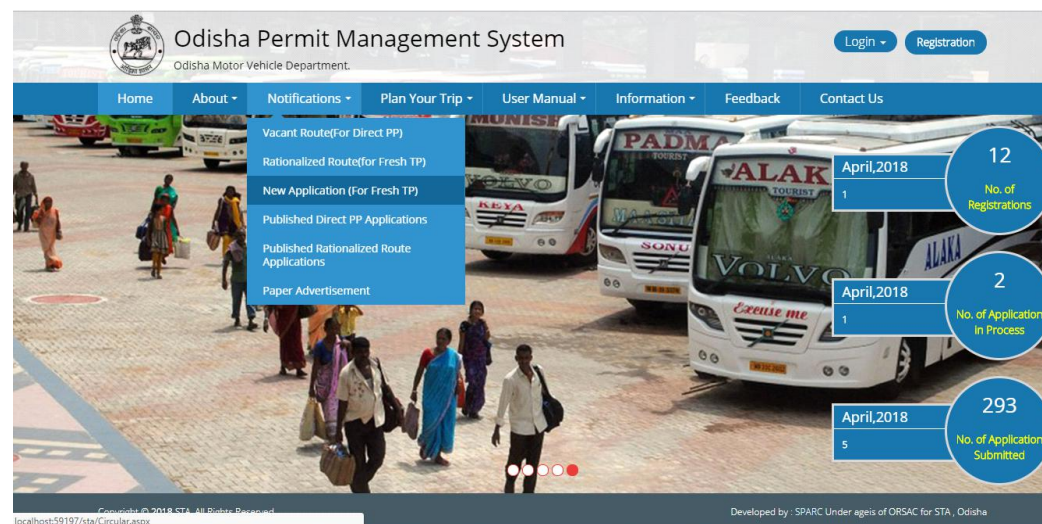 Odisha Permit Management System
Odisha Motor Vehicle Department.
Login
Registration
Home
About
Notifications
Plan Your Trip
User Manual
Information
Feedback
Contact Us
Vacant Route(For Direct PP)
Rationalized Route(for Fresh TP)
New Application (For Fresh TP)
Published Direct PP Applications
Published Rationalized Route
Applications
Paper Advertisement
MUNISH
VOLVO
KEYA
PADMA
TOURIST
SONU
ALAK
TOURIST
VOLVO
ALAKA
Excuse me
April,2018
1
12
No. of
Registrations
April,2018
1
2
No. of Application
in Process
April,2018
5
293
No. of Application
Submitted
Copyright © 2018 STA. All Rights Reserved
Developed by : SPARC Under ageis of ORSAC for STA , Odisha
localhost:59197/sta/Circular.aspx